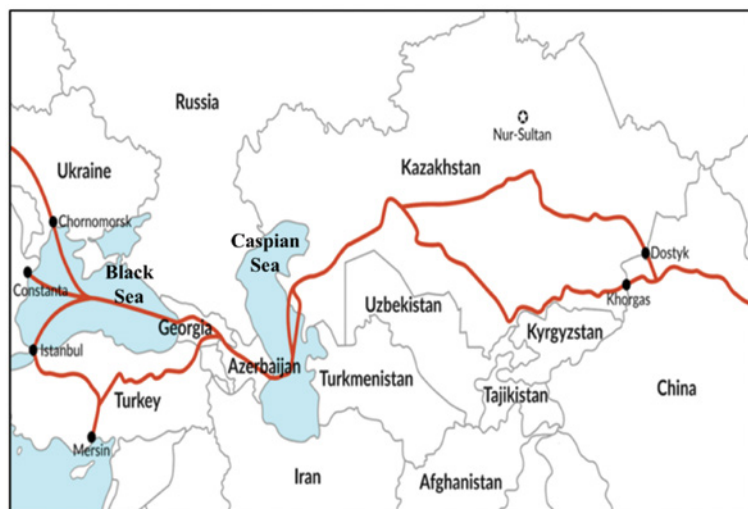 Russia
Nur-Sultan
Ukraine
Kazakhstan
Chornomorsk
Caspian
Sea
Dostyk
Black
Sea
Constanta
Khorgas
Uzbekistan
Georgia
Kyrgyzstan
Istanbul
Azerbaijan
Turkmenistan
China
Tajikistan
Turkey
Mersin
Iran
Afghanistan